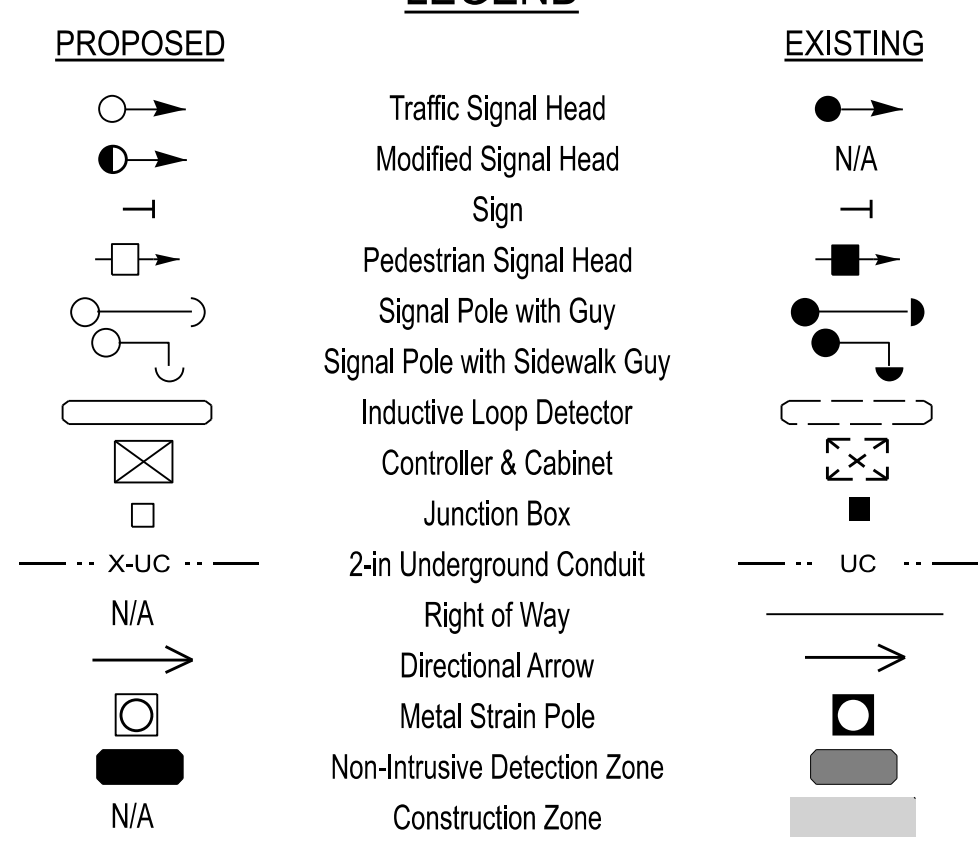 LEGEND
PROPOSED EXISTING
Traffic Signal Head
Modified Signal Head N/A
Sign
Pedestrian Signal Head
Signal Pole with Guy
Signal Pole with Sidewalk Guy
Inductive Loop Detector
Controller & Cabinet
Junction Box
X-UC 2-in Underground Conduit UC
N/A Right of Way
Directional Arrow
Metal Strain Pole
Non-Intrusive Detection Zone
N/A Construction Zone